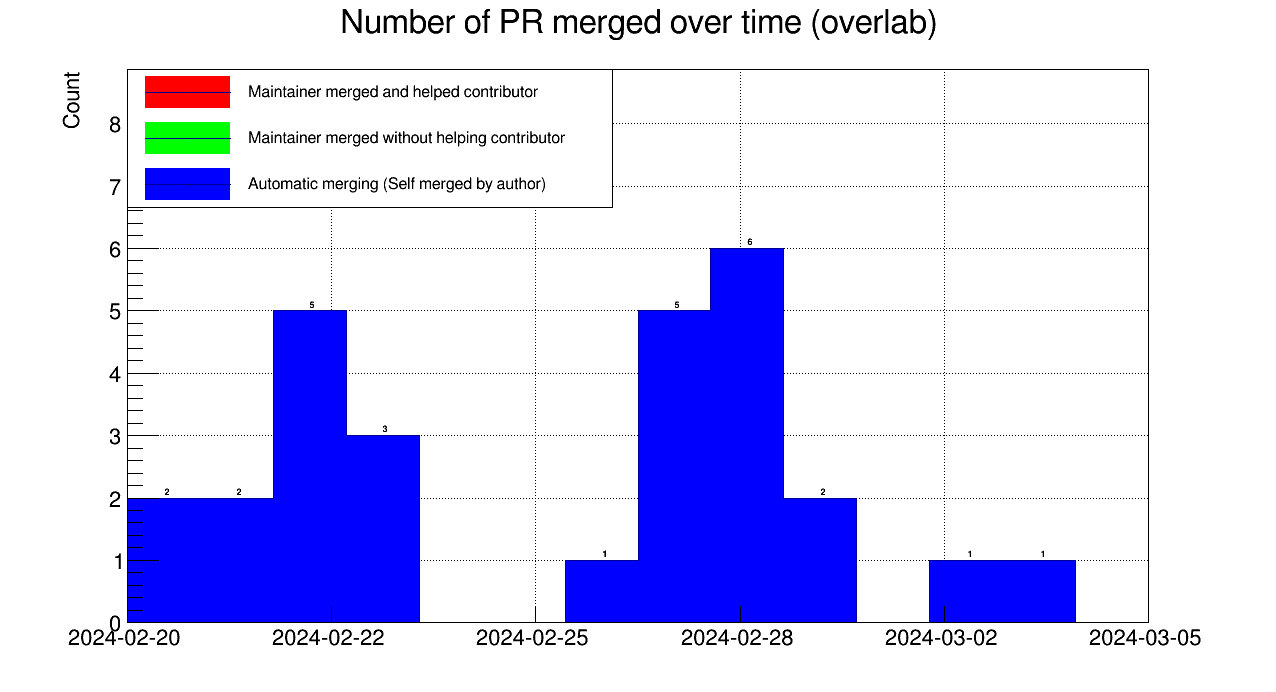 Number of PR merged over time (overlab)
Count
Maintainer merged and helped contributor
Maintainer merged without helping contributor
Automatic merging (Self merged by author)
8
7
6
5
4
3
2
1
0
2 2 5 3 1 5 6 2 1 1
2024-02-20 2024-02-22 2024-02-25 2024-02-28 2024-03-02 2024-03-05